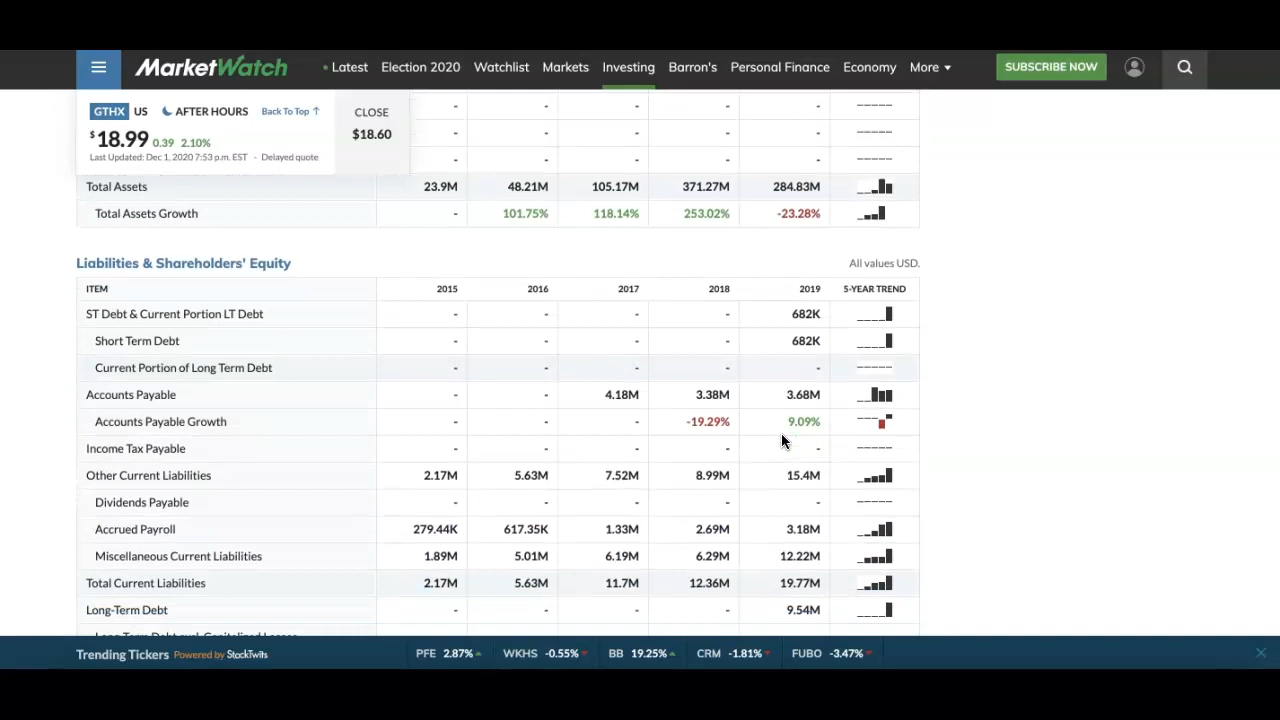 MarketWatch • Latest Election 2020 Watchlist Markets Investing Barron's Personal Finance Economy More SUBSCRIBE NOW
GTHX US AFTER HOURS Back To Top ↑ CLOSE
$18.99 0.39 2.10% $18.60
Last Updated: Dec 1, 2020 7:53 p.m. EST - Delayed quote
- - - - -
- - - - -
- - - - -
Total Assets 23.9M 48.21M 105.17M 371.27M 284.83M
Total Assets Growth - 101.75% 118.14% 253.02% -23.28%
Liabilities & Shareholders' Equity All values USD.
ITEM 2015 2016 2017 2018 2019 5-YEAR TREND
ST Debt & Current Portion LT Debt - - - - 682K
Short Term Debt - - - - 682K
Current Portion of Long Term Debt - - - - -
Accounts Payable - - 4.18M 3.38M 3.68M
Accounts Payable Growth - - - -19.29% 9.09%
Income Tax Payable - - - - -
Other Current Liabilities 2.17M 5.63M 7.52M 8.99M 15.4M
Dividends Payable - - - - -
Accrued Payroll 279.44K 617.35K 1.33M 2.69M 3.18M
Miscellaneous Current Liabilities 1.89M 5.01M 6.19M 6.29M 12.22M
Total Current Liabilities 2.17M 5.63M 11.7M 12.36M 19.77M
Long-Term Debt - - - - 9.54M
Trending Tickers Powered by StockTwits PFE 2.87% WKHS -0.55% BB 19.25% CRM -1.81% FUBO -3.47%